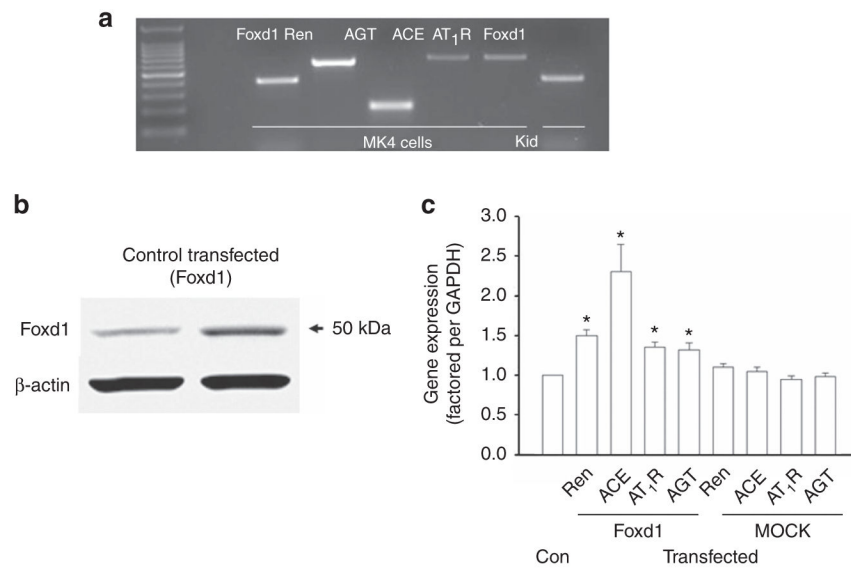 a
Foxd1 Ren AGT ACE AT1R Foxd1
MK4 cells Kid
b
Control transfected
(Foxd1)
Foxd1 50 kDa
β-actin
c
Gene expression
(factored per GAPDH)
3.0
2.5
2.0
1.5
1.0
0.5
0.0
* * * *
Ren ACE AT1R AGT Ren ACE AT1R AGT
Foxd1 MOCK
Con Transfected